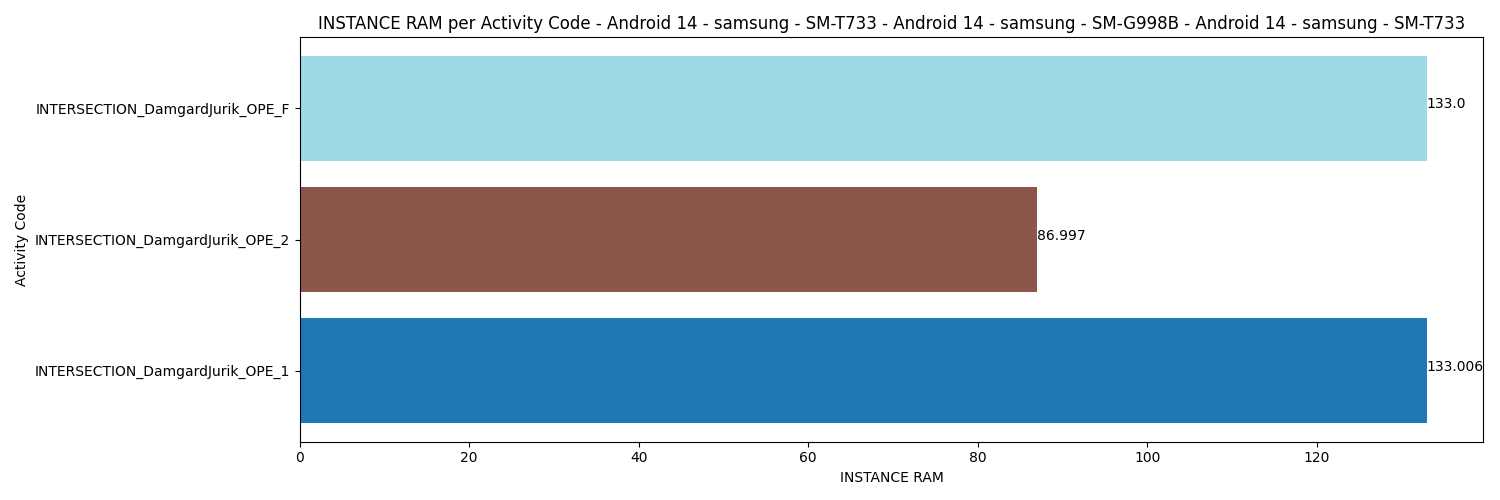 INSTANCE RAM per Activity Code - Android 14 - samsung - SM-T733 - Android 14 - samsung - SM-G998B - Android 14 - samsung - SM-T733
INTERSECTION_DamgardJurik_OPE_F
133.0
INTERSECTION_DamgardJurik_OPE_2
86.997
INTERSECTION_DamgardJurik_OPE_1
133.006
Activity Code
0 20 40 60 80 100 120
INSTANCE RAM